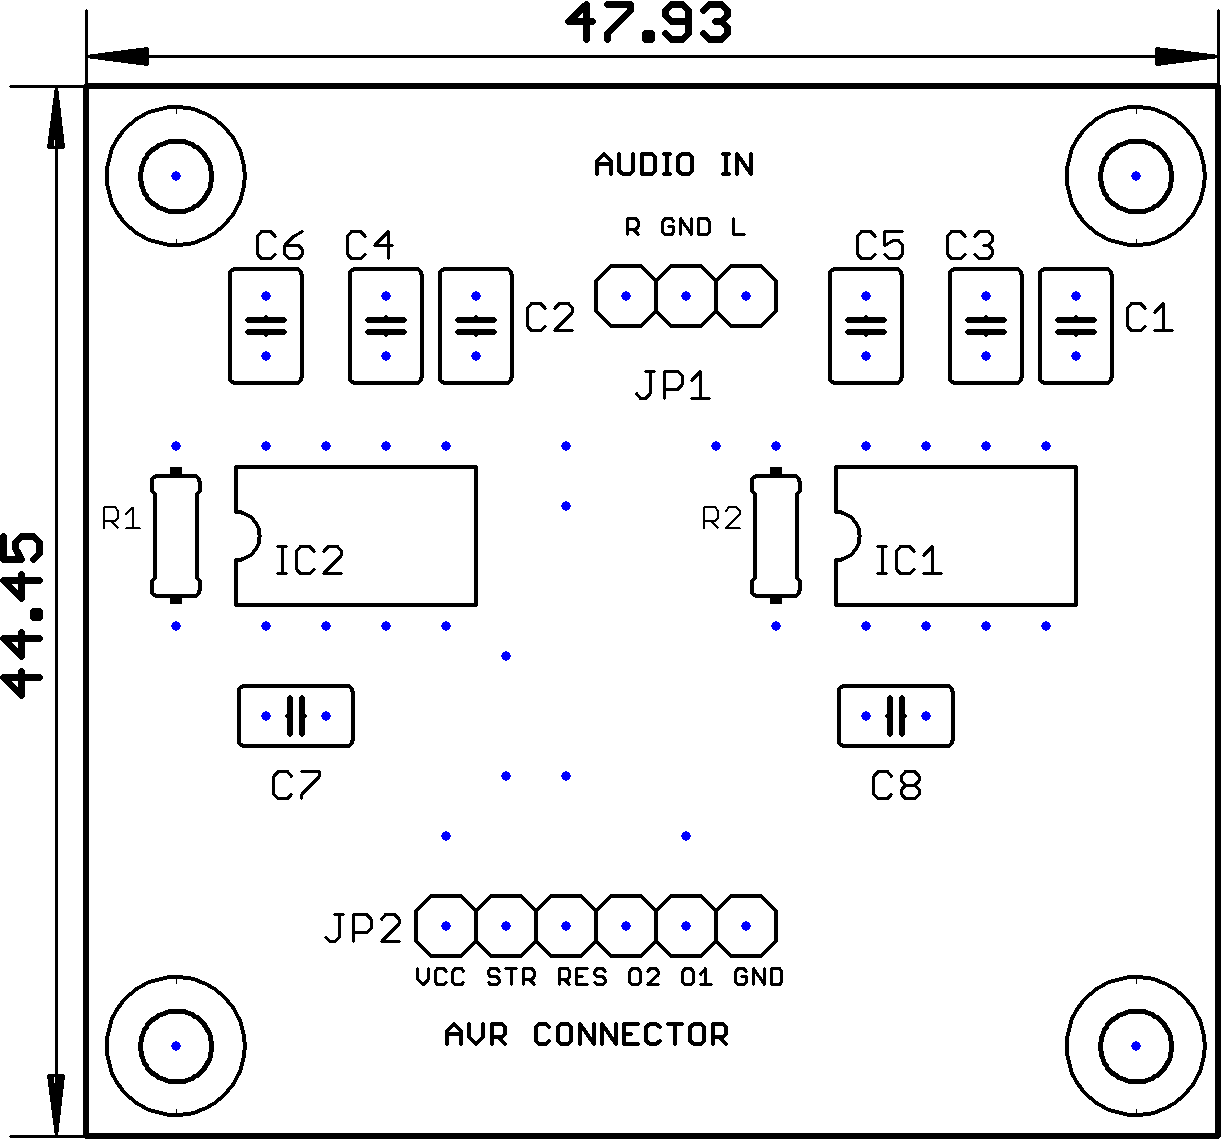 47.93
AUDIO IN
R GND L
C6 C4 C5 C3
C2 C1
JP1
R1 R2
IC2 IC1
44.45
C7 C8
JP2
VCC STR RES O2 O1 GND
AVR CONNECTOR